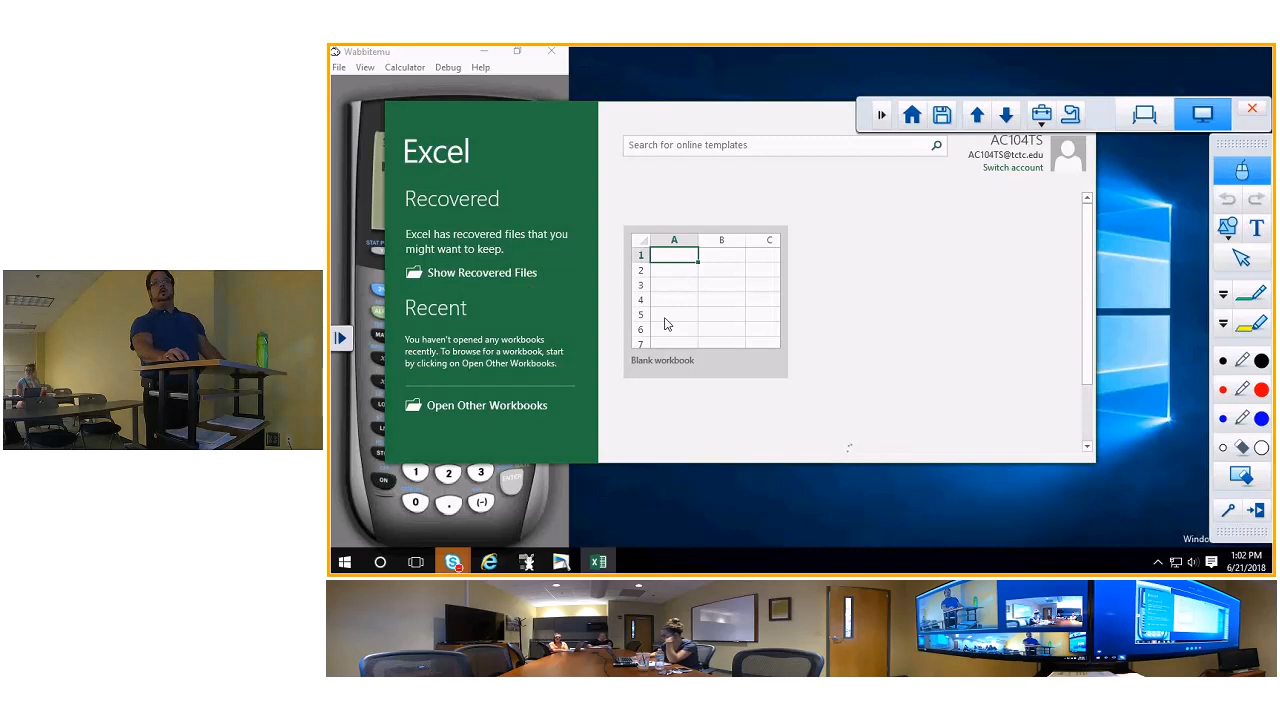 Wabbitemu
File View Calculator Debug Help
Excel
Recovered
Excel has recovered files that you
might want to keep.
Show Recovered Files
Recent
You haven't opened any workbooks
recently. To browse for a workbook, start
by clicking on Open Other Workbooks.
Open Other Workbooks
Search for online templates
AC104TS
AC104TS@tctc.edu
Switch account
A B C
1
2
3
4
5
6
7
Blank workbook
T
STAT P
ON
1 2 3
ENTER
0 . (-)
Windo
1:02 PM
6/21/2018